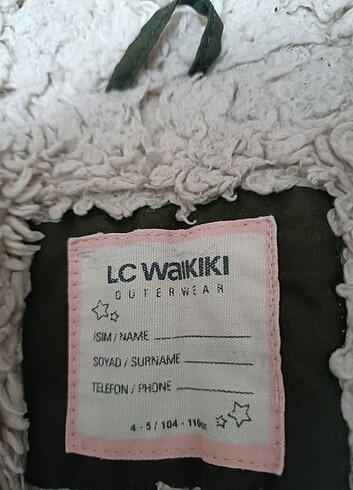 LC WAIKIKI
OUTERWEAR
İSİM / NAME
SOYAD / SURNAME
TELEFON / PHONE
4 - 5 / 104 - 110cm